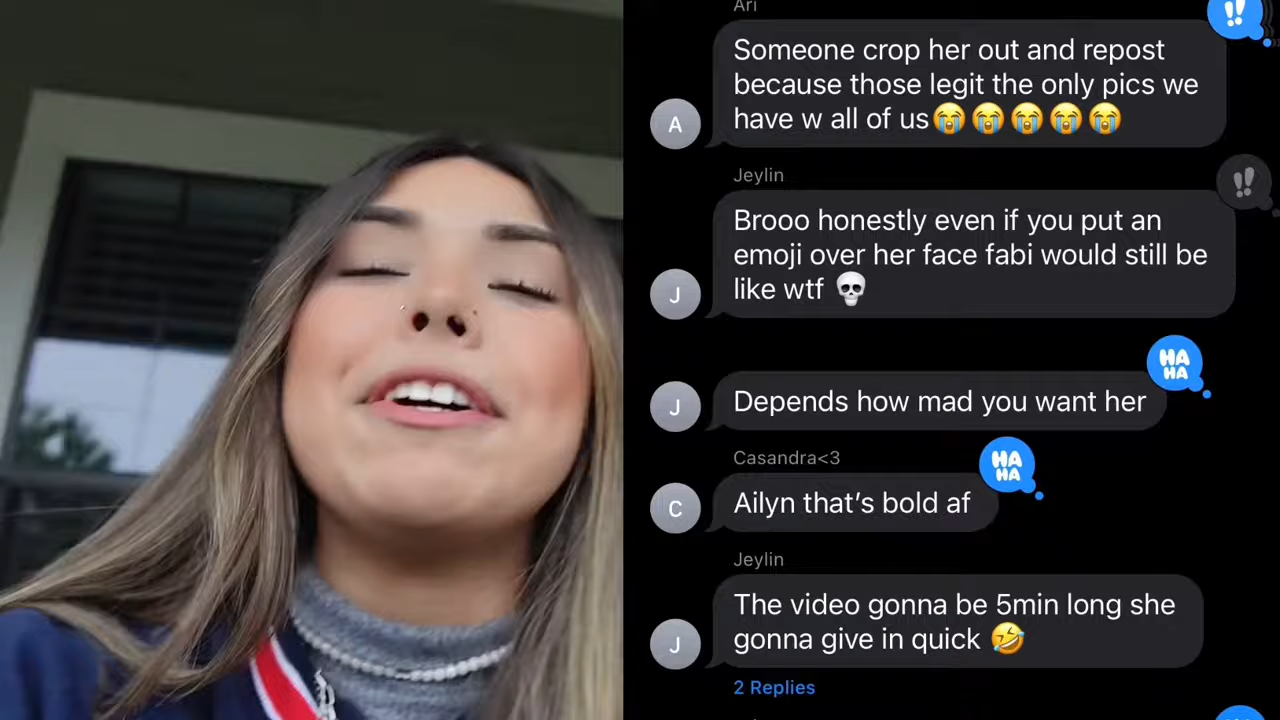 Ari
Someone crop her out and repost
because those legit the only pics we
have w all of us😭😭😭😭😭
A
Jeylin
Brooo honestly even if you put an
emoji over her face fabi would still be
like wtf 💀
J
HA
HA
Depends how mad you want her
J
Casandra<3
HA
HA
Ailyn that's bold af
C
Jeylin
The video gonna be 5min long she
gonna give in quick 🤣
J
2 Replies